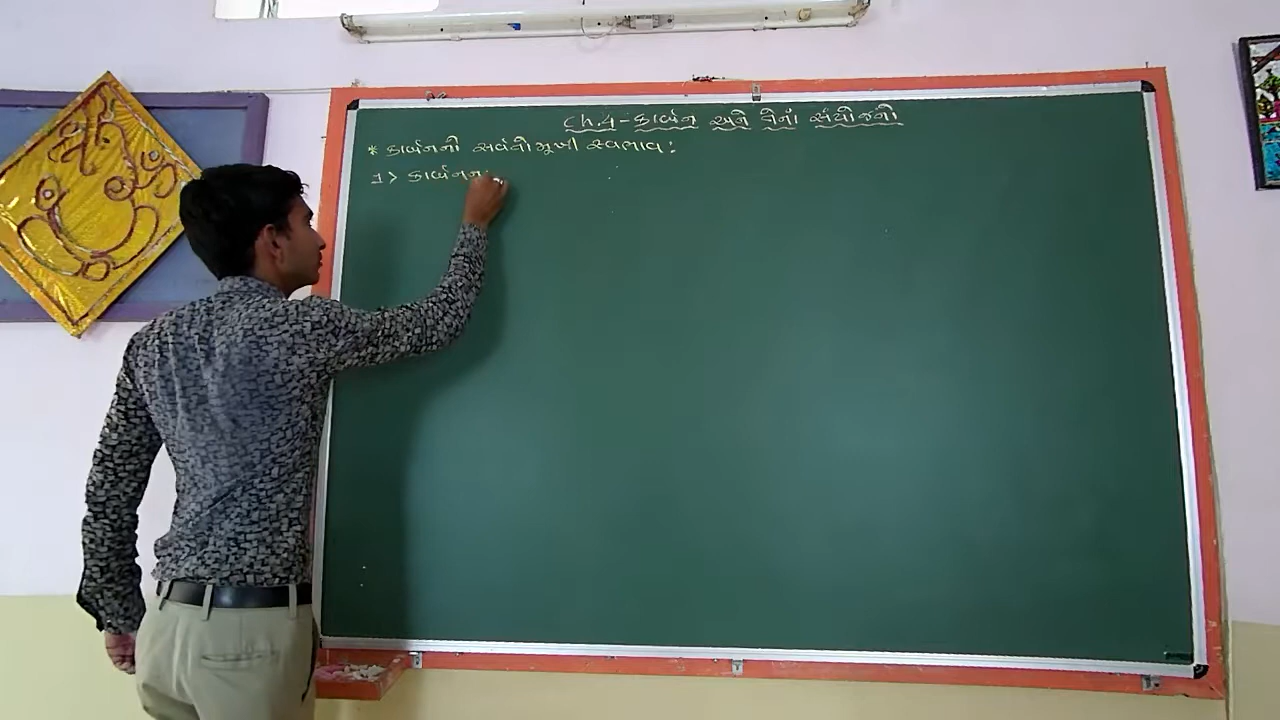 Ch.4 - કાર્બન અને તેનાં સંયોજનો
* કાર્બનનો સર્વતોમુખી સ્વભાવ :
1> કાર્બનન